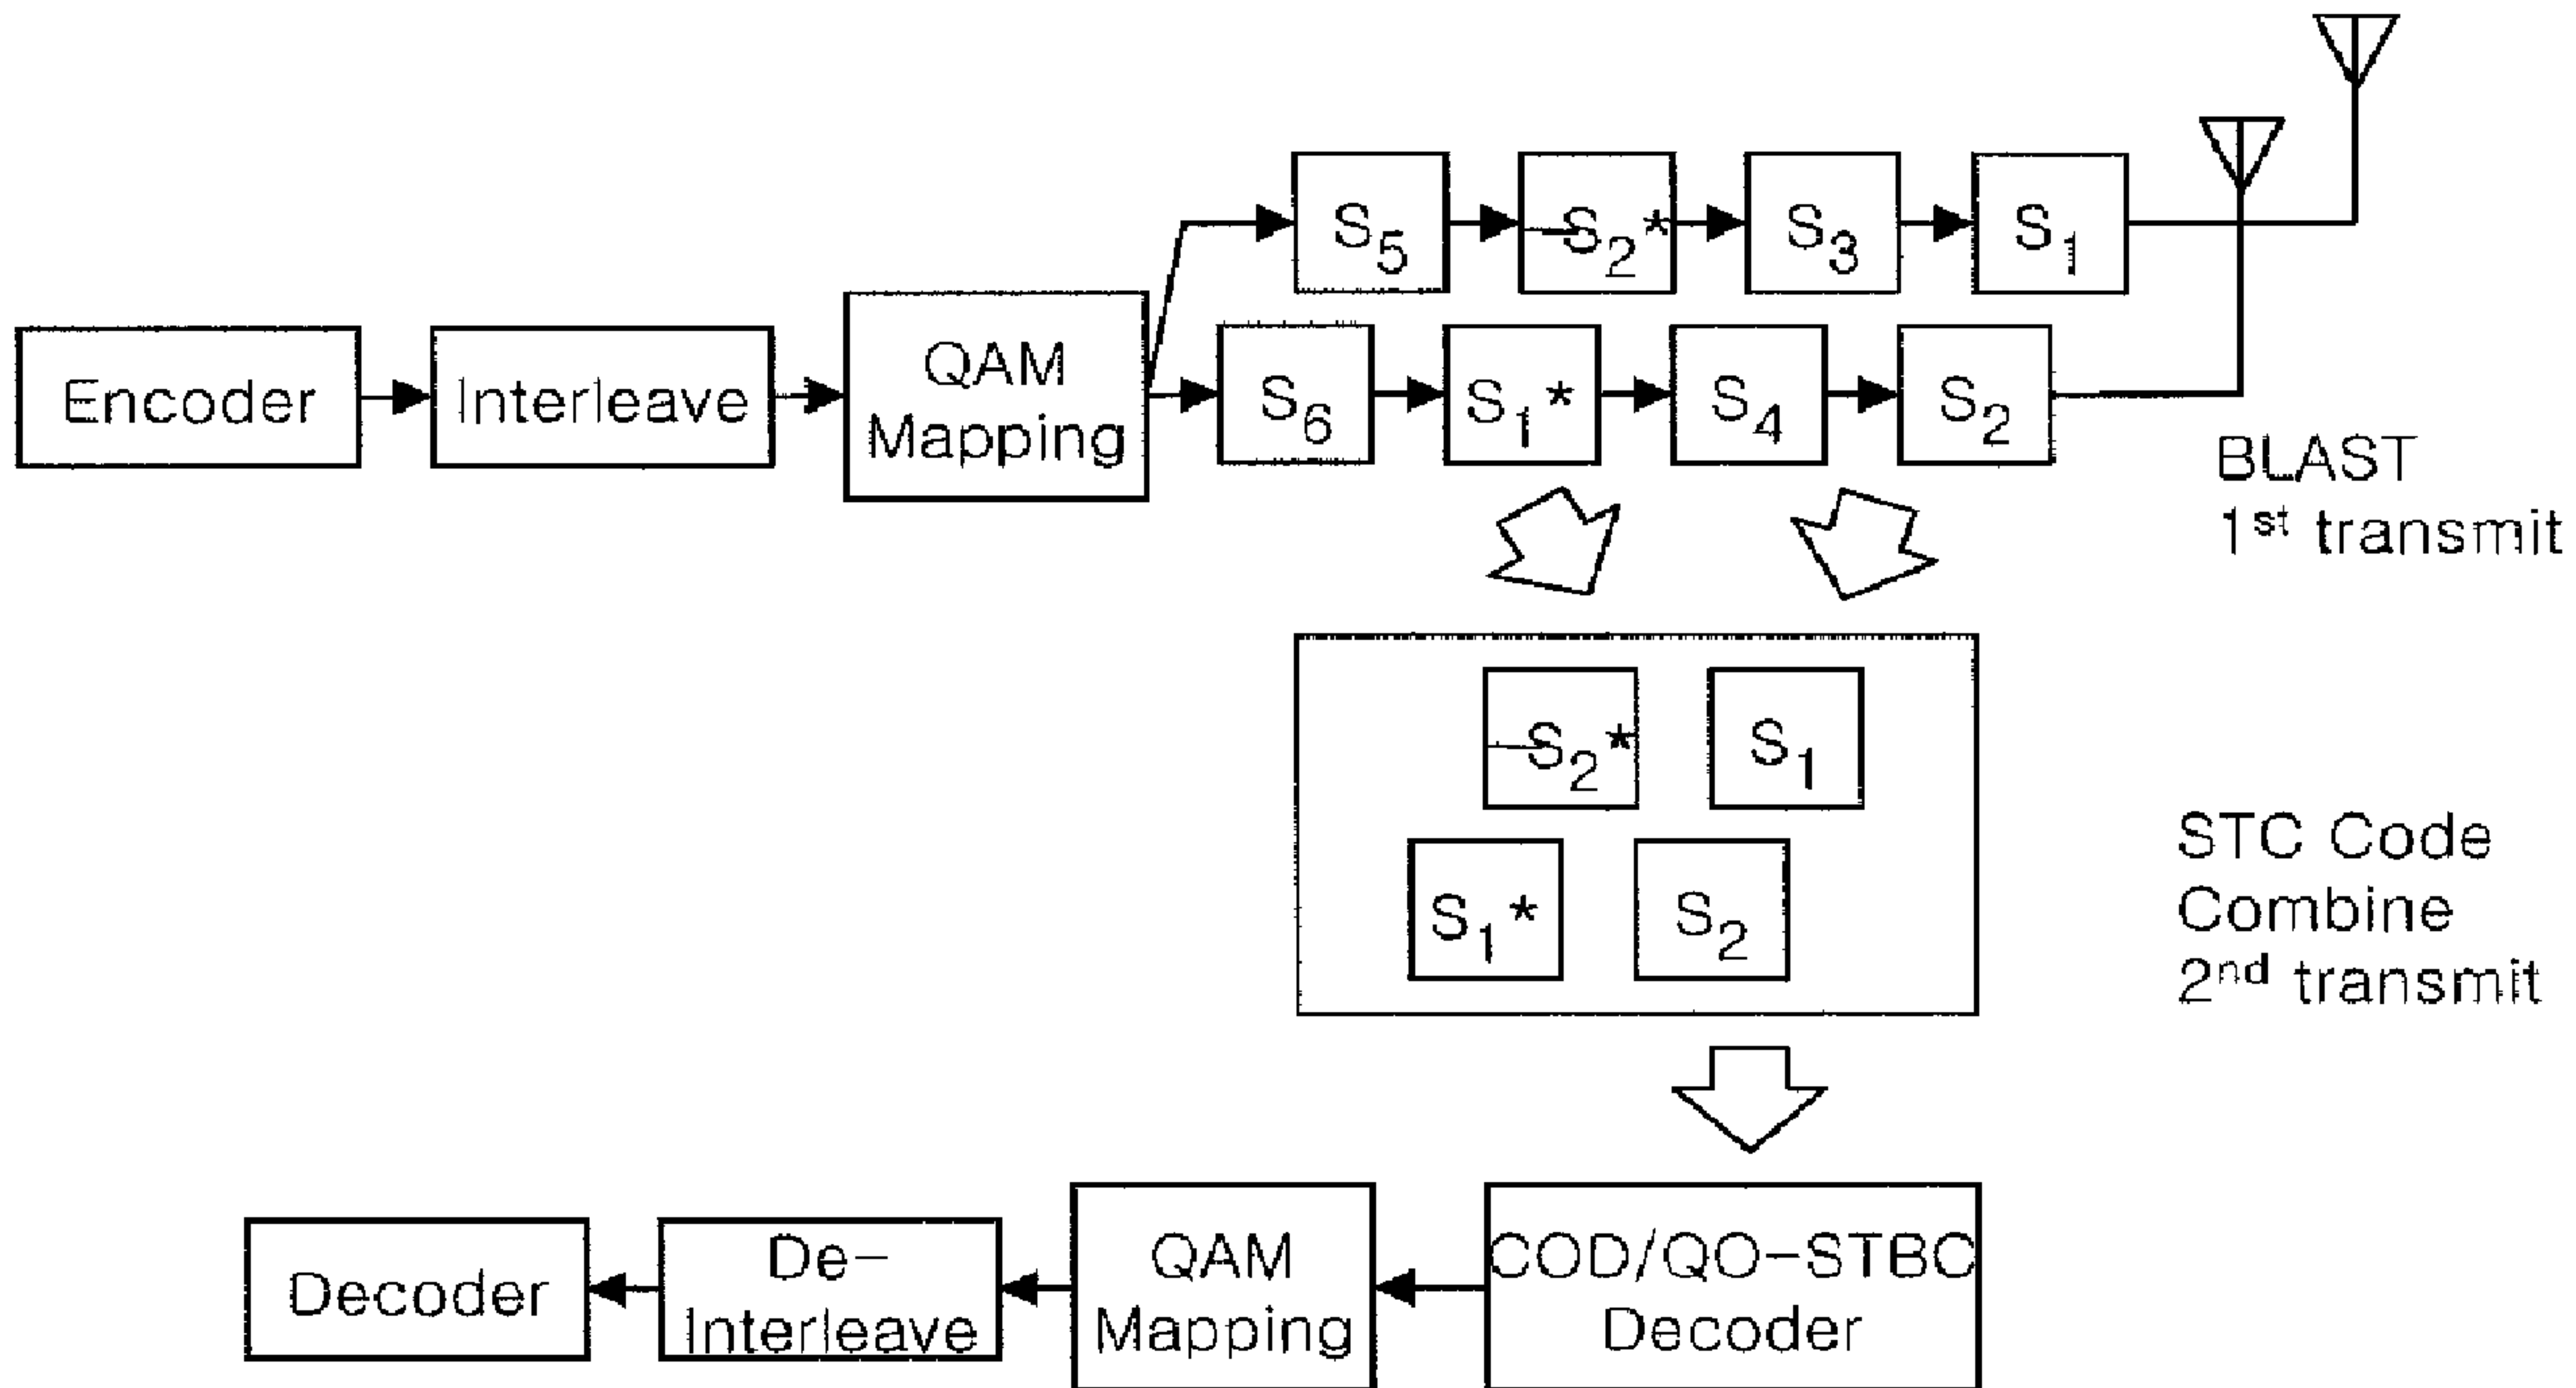 S5 -S2* S3 S1
Encoder
Interleave
QAM
Mapping
S6 S1* S4 S2
BLAST
1st transmit
-S2* S1
S1* S2
STC Code
Combine
2nd transmit
Decoder
De-
Interleave
QAM
Mapping
COD/QO-STBC
Decoder